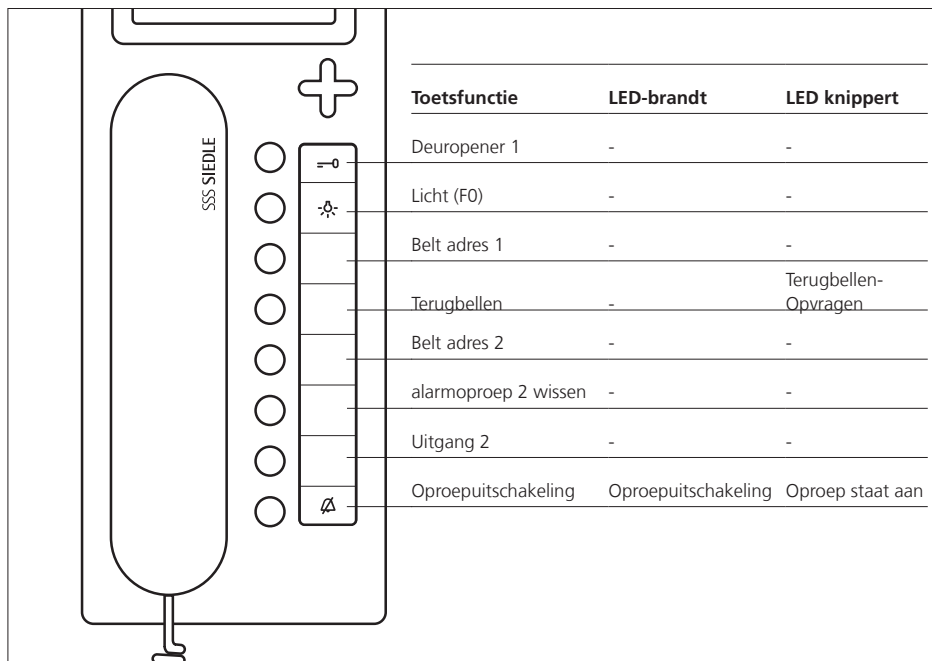 Toetsfunctie LED-brandt LED knippert
Deuropener 1 - -
Licht (F0) - -
Belt adres 1 - -
Terugbellen - Terugbellen-
Opvragen
Belt adres 2 - -
alarmoproep 2 wissen - -
Uitgang 2 - -
Oproepuitschakeling Oproepuitschakeling Oproep staat aan
SSS SIEDLE